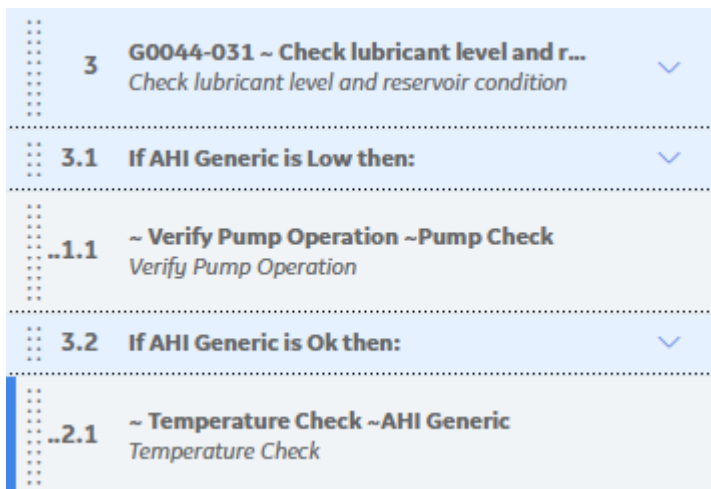 3
G0044-031 ~ Check lubricant level and r...
Check lubricant level and reservoir condition
3.1 If AHI Generic is Low then:
..1.1
~ Verify Pump Operation ~Pump Check
Verify Pump Operation
3.2 If AHI Generic is Ok then:
..2.1
~ Temperature Check ~AHI Generic
Temperature Check